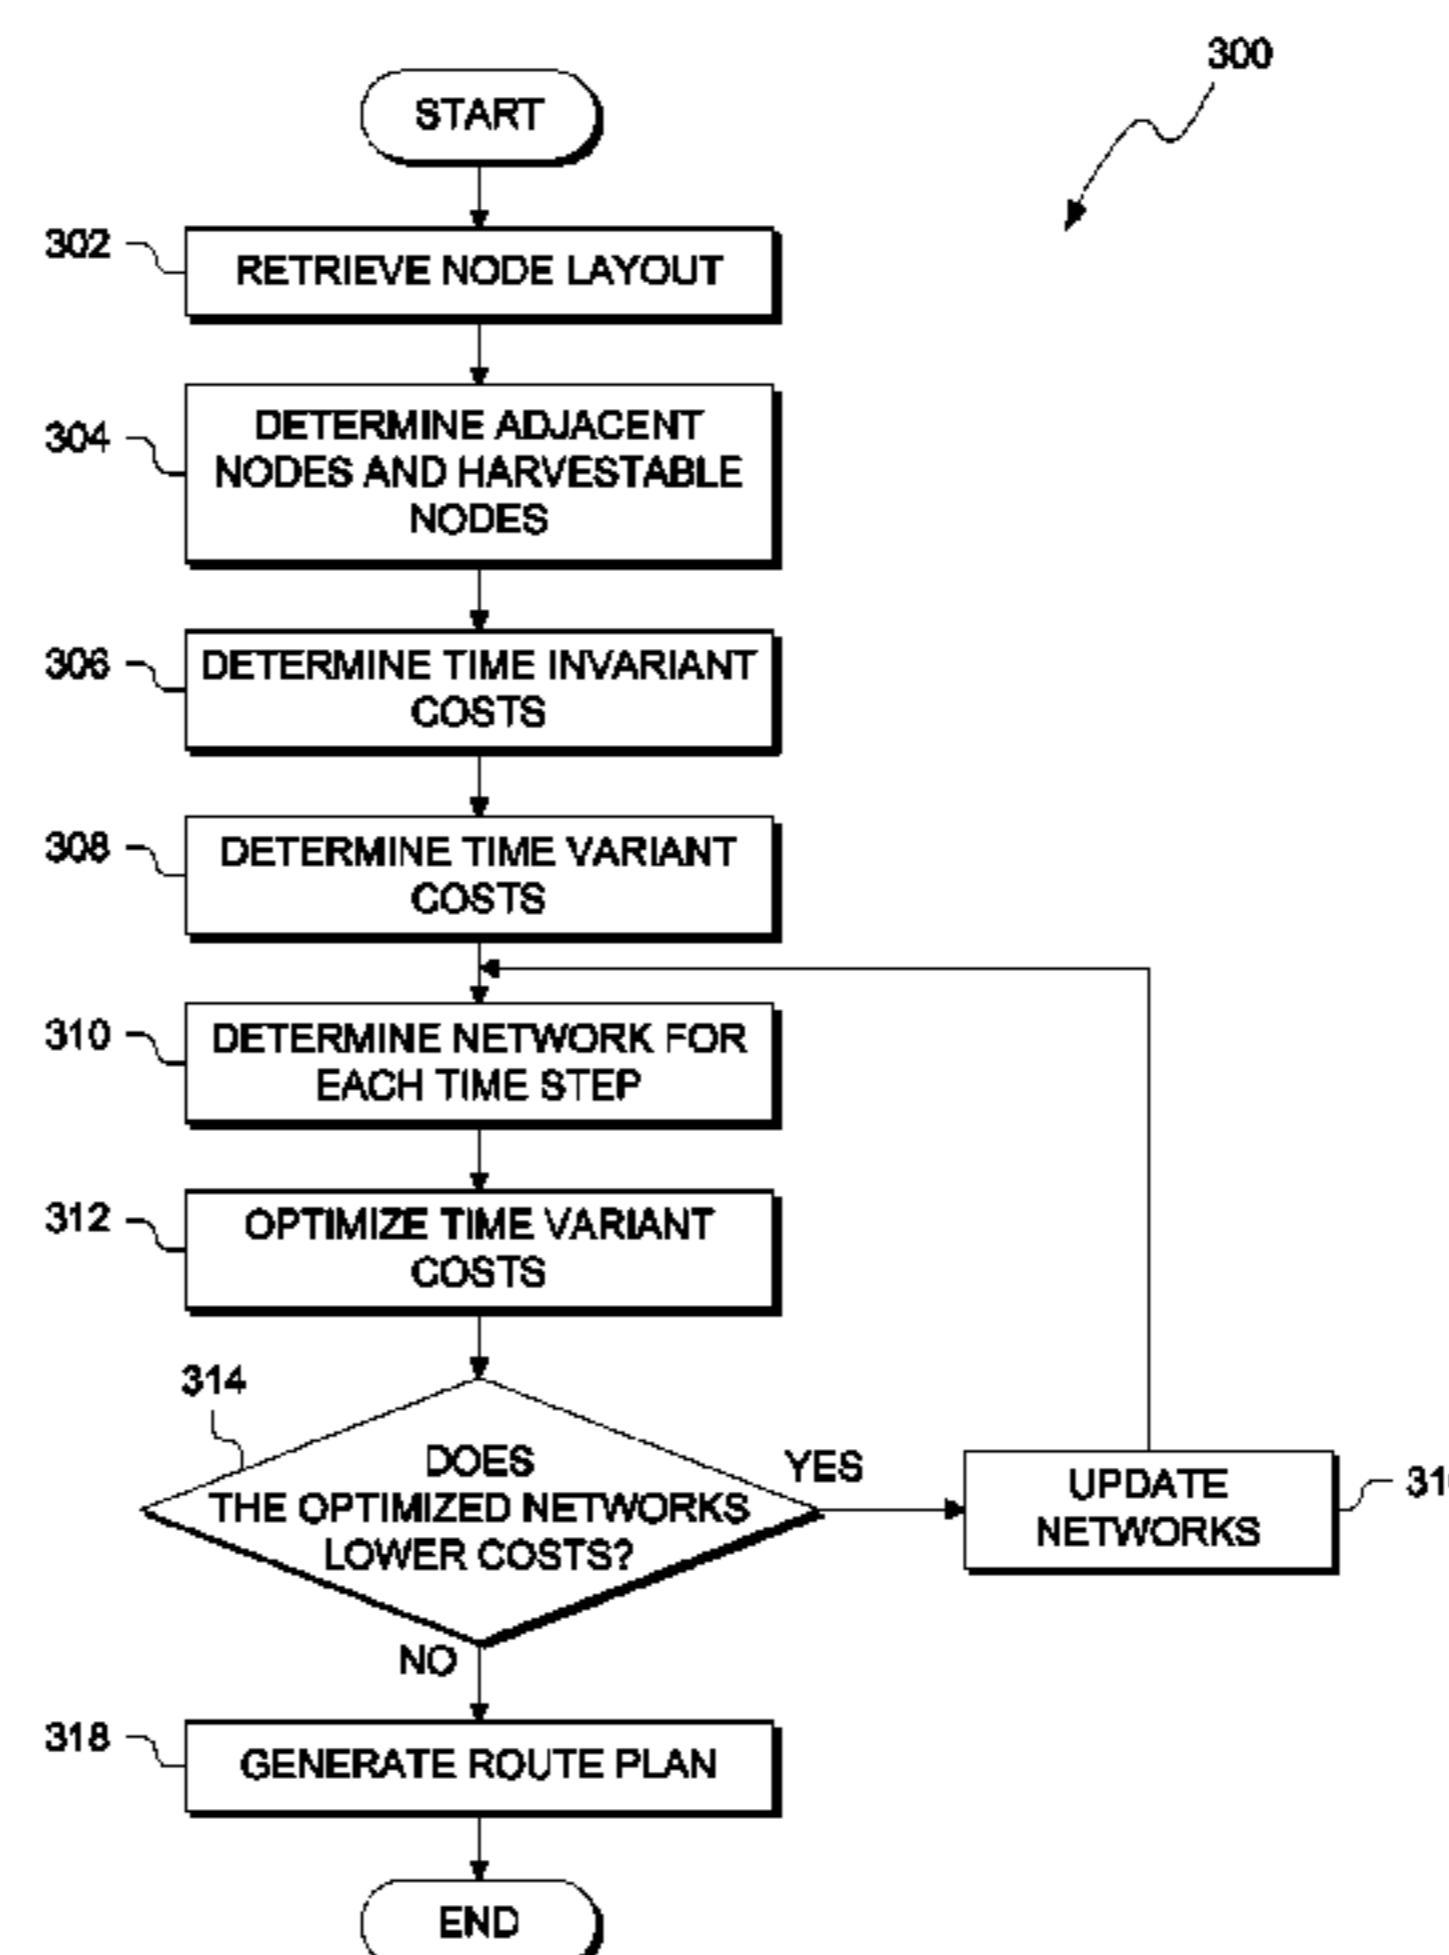 300
START
302
RETRIEVE NODE LAYOUT
304
DETERMINE ADJACENT
NODES AND HARVESTABLE
NODES
306
DETERMINE TIME INVARIANT
COSTS
308
DETERMINE TIME VARIANT
COSTS
310
DETERMINE NETWORK FOR
EACH TIME STEP
312
OPTIMIZE TIME VARIANT
COSTS
314
DOES
THE OPTIMIZED NETWORKS
LOWER COSTS?
YES
UPDATE
NETWORKS
NO
318
GENERATE ROUTE PLAN
END